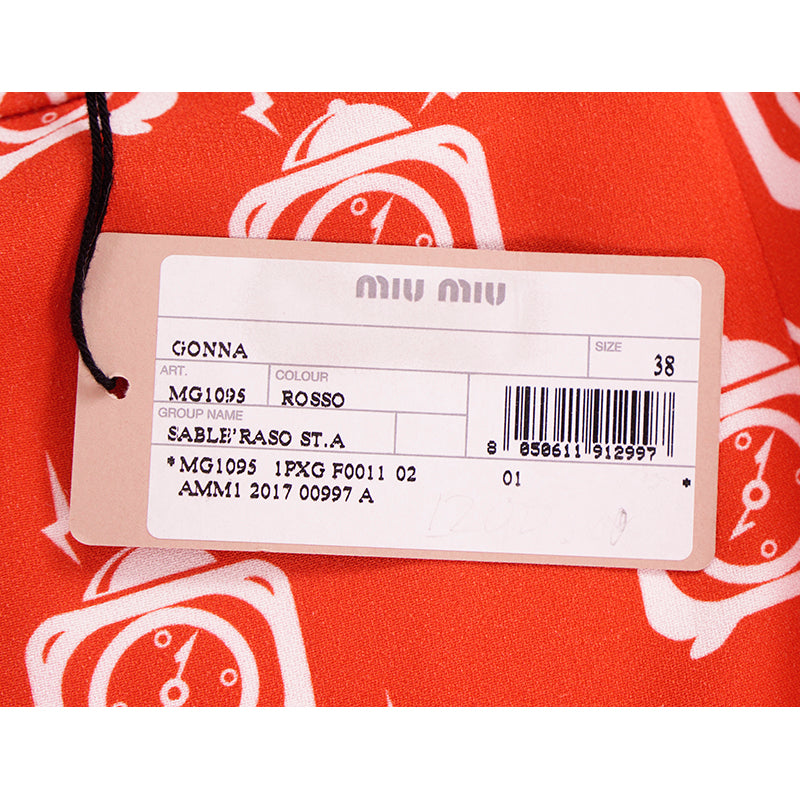 MIU MIU
GONNA
SIZE
38
ART.
MG1095
COLOUR
ROSSO
GROUP NAME
SABLE'RASO ST.A
8 050611 912997
*MG1095 1PXG F0011 02 01 *
AMM1 2017 00997 A